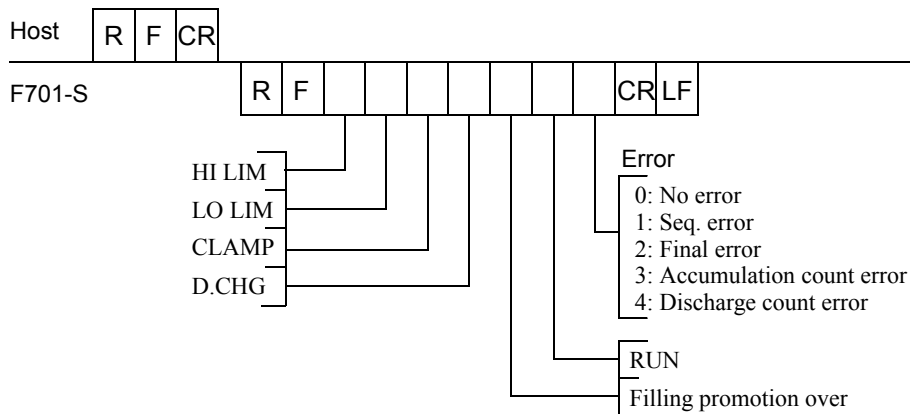 Host R F CR
F701-S R F CR LF
HI LIM
LO LIM
CLAMP
D.CHG
Error
0: No error
1: Seq. error
2: Final error
3: Accumulation count error
4: Discharge count error
RUN
Filling promotion over